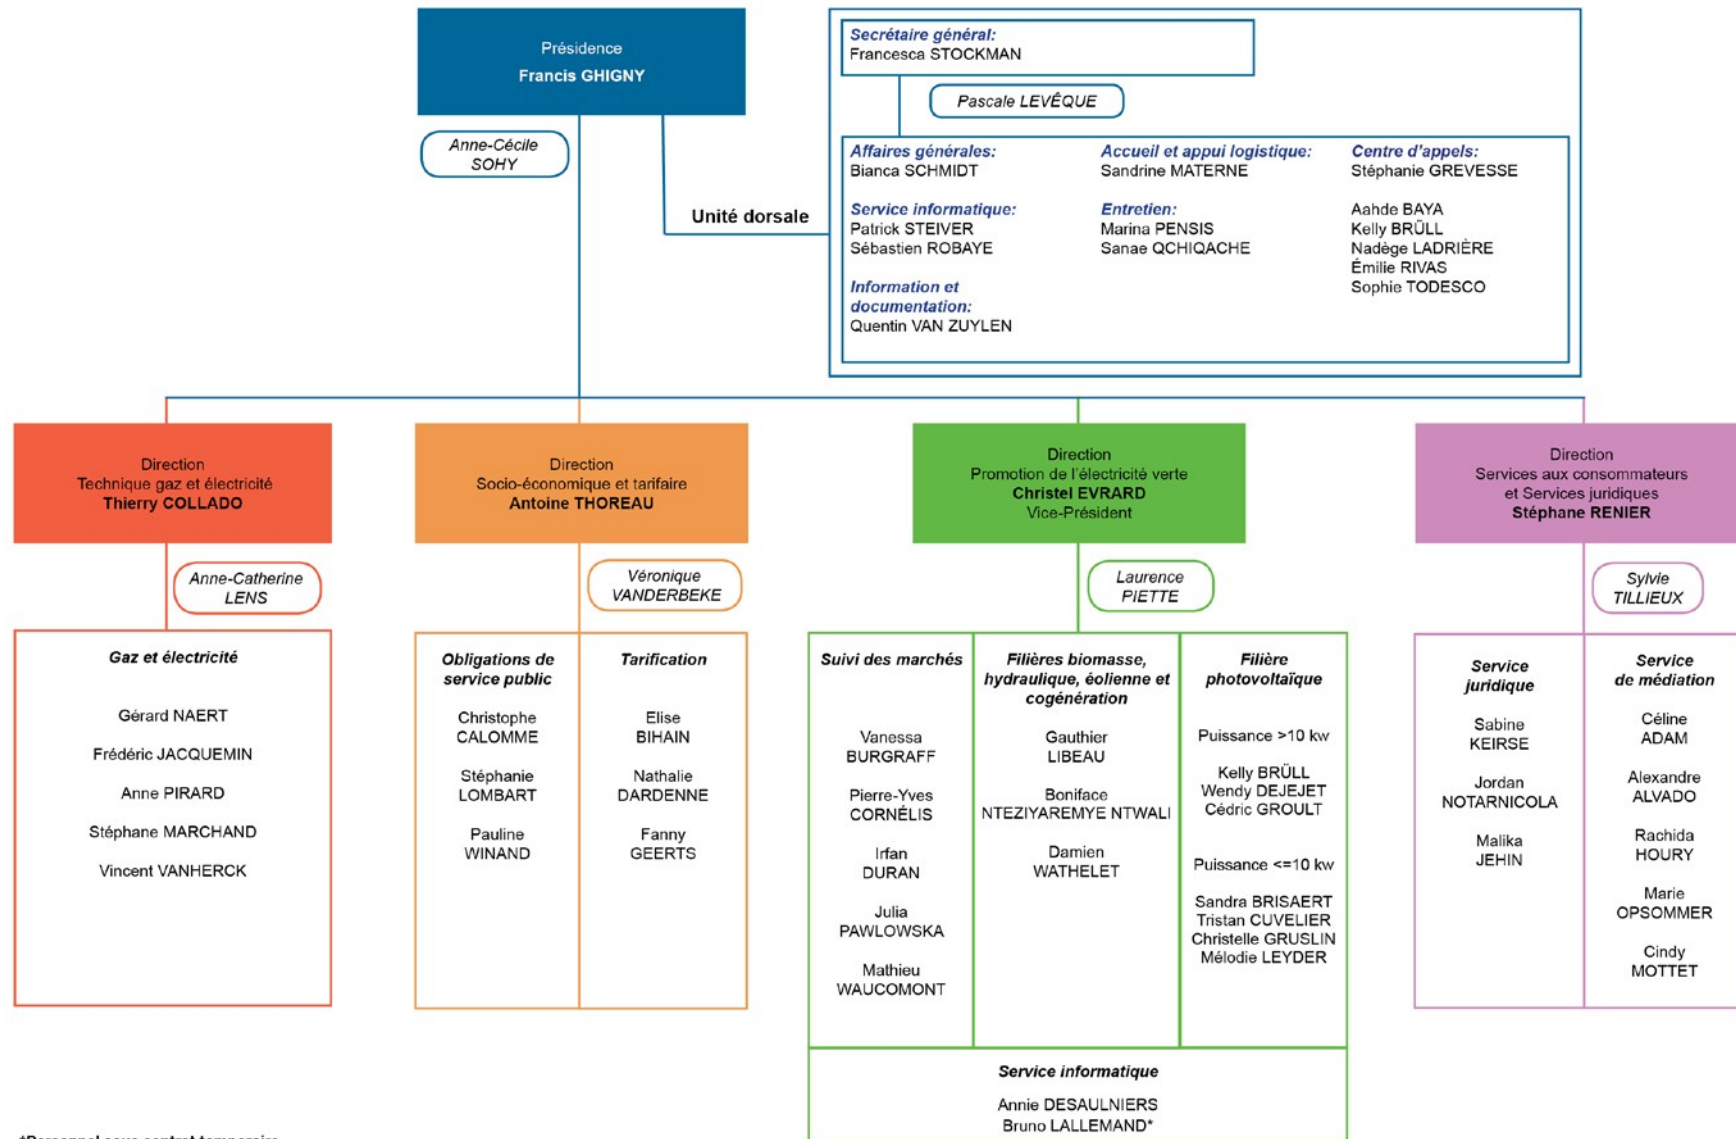 Présidence
Francis GHIGNY
Anne-Cécile
SOHY
Unité dorsale
Secrétaire général:
Francesca STOCKMAN
Pascale LEVÊQUE
Affaires générales:
Bianca SCHMIDT
Service informatique:
Patrick STEIVER
Sébastien ROBAYE
Information et
documentation:
Quentin VAN ZUYLEN
Accueil et appui logistique:
Sandrine MATERNE
Entretien:
Marina PENSIS
Sanae QCHIQACHE
Centre d'appels:
Stéphanie GREVESSE
Aahde BAYA
Kelly BRÜLL
Nadège LADRIÈRE
Émilie RIVAS
Sophie TODESCO
Direction
Technique gaz et électricité
Thierry COLLADO
Anne-Catherine
LENS
Gaz et électricité
Gérard NAERT
Frédéric JACQUEMIN
Anne PIRARD
Stéphane MARCHAND
Vincent VANHERCK
Direction
Socio-économique et tarifaire
Antoine THOREAU
Véronique
VANDERBEKE
Obligations de
service public
Christophe
CALOMME
Stéphanie
LOMBART
Pauline
WINAND
Tarification
Elise
BIHAIN
Nathalie
DARDENNE
Fanny
GEERTS
Direction
Promotion de l'électricité verte
Christel EVRARD
Vice-Président
Laurence
PIETTE
Suivi des marchés
Vanessa
BURGRAFF
Pierre-Yves
CORNÉLIS
Irfan
DURAN
Julia
PAWLOWSKA
Mathieu
WAUCOMONT
Filières biomasse,
hydraulique, éolienne et
cogénération
Gauthier
LIBEAU
Boniface
NTEZIYAREMYE NTWALI
Damien
WATHELET
Filière
photovoltaïque
Puissance >10 kw
Kelly BRÜLL
Wendy DEJEJET
Cédric GROULT
Puissance <=10 kw
Sandra BRISAERT
Tristan CUVELIER
Christelle GRUSLIN
Mélodie LEYDER
Service informatique
Annie DESAULNIERS
Bruno LALLEMAND*
Direction
Services aux consommateurs
et Services juridiques
Stéphane RENIER
Sylvie
TILLIEUX
Service
juridique
Sabine
KEIRSE
Jordan
NOTARNICOLA
Malika
JEHIN
Service
de médiation
Céline
ADAM
Alexandre
ALVADO
Rachida
HOURY
Marie
OPSOMMER
Cindy
MOTTET
*Personnel sous contrat temporaire